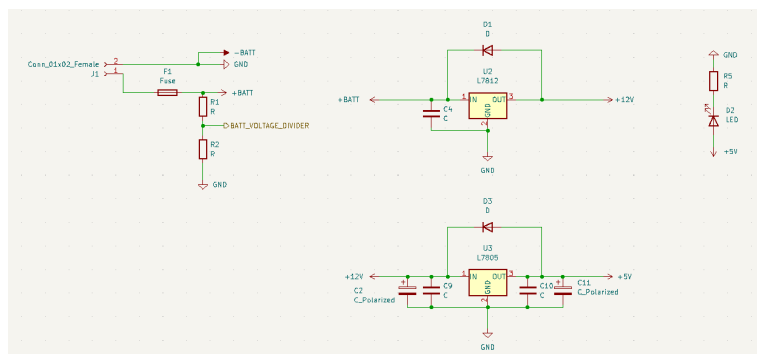 Conn_01x02_Female
J1
2
1
-BATT
GND
F1
Fuse
+BATT
R1
R
BATT_VOLTAGE_DIVIDER
R2
R
GND
D1
D
U2
L7812
+BATT
1
IN
OUT
3
+12V
GND
2
C4
C
GND
GND
R5
R
D2
LED
+5V
D3
D
U3
L7805
+12V
1
IN
OUT
3
+5V
GND
2
C2
C_Polarized
C9
C
C10
C
C11
C_Polarized
GND